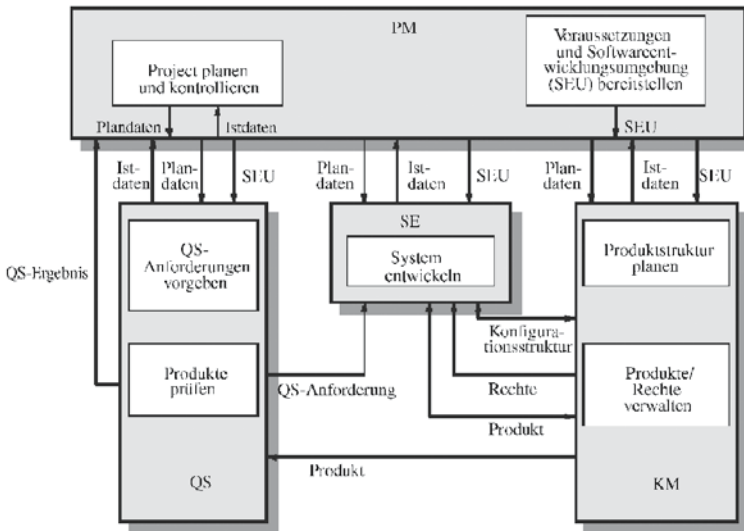 PM
Project planen
und kontrollieren
Voraussetzungen
und Softwareent-
wicklungsumgebung
(SEU) bereitstellen
Plandaten
Istdaten
SEU
Ist-
daten
Plan-
daten
SEU
Plan-
daten
Ist-
daten
SEU
Plan-
daten
Ist-
daten
SEU
QS-Ergebnis
QS-
Anforderungen
vorgeben
SE
System
entwickeln
Produktstruktur
planen
Konfigura-
tionsstruktur
Produkte
prüfen
QS-Anforderung
Rechte
Produkte/
Rechte
verwalten
Produkt
Produkt
QS
KM